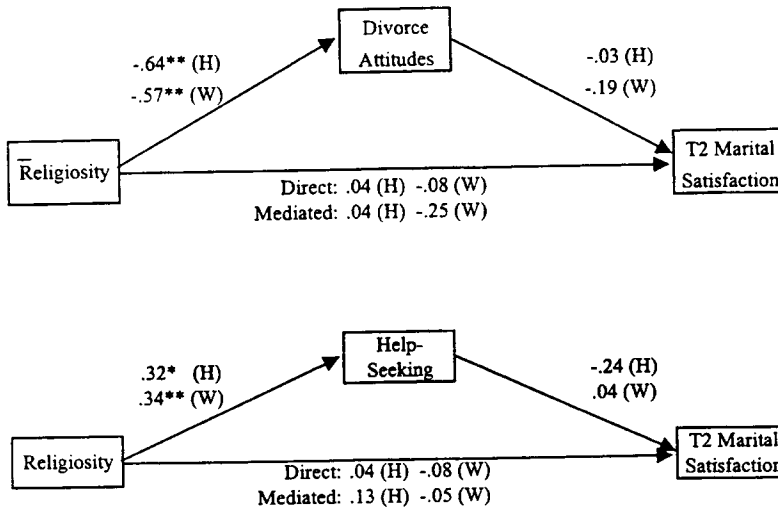 Divorce
Attitudes
-.64** (H)
-.57** (W)
-.03 (H)
-.19 (W)
Religiosity
T2 Marital
Satisfaction
Direct: .04 (H) -.08 (W)
Mediated: .04 (H) -.25 (W)
Help-
Seeking
.32* (H)
.34** (W)
-.24 (H)
.04 (W)
Religiosity
T2 Marital
Satisfaction
Direct: .04 (H) -.08 (W)
Mediated: .13 (H) -.05 (W)